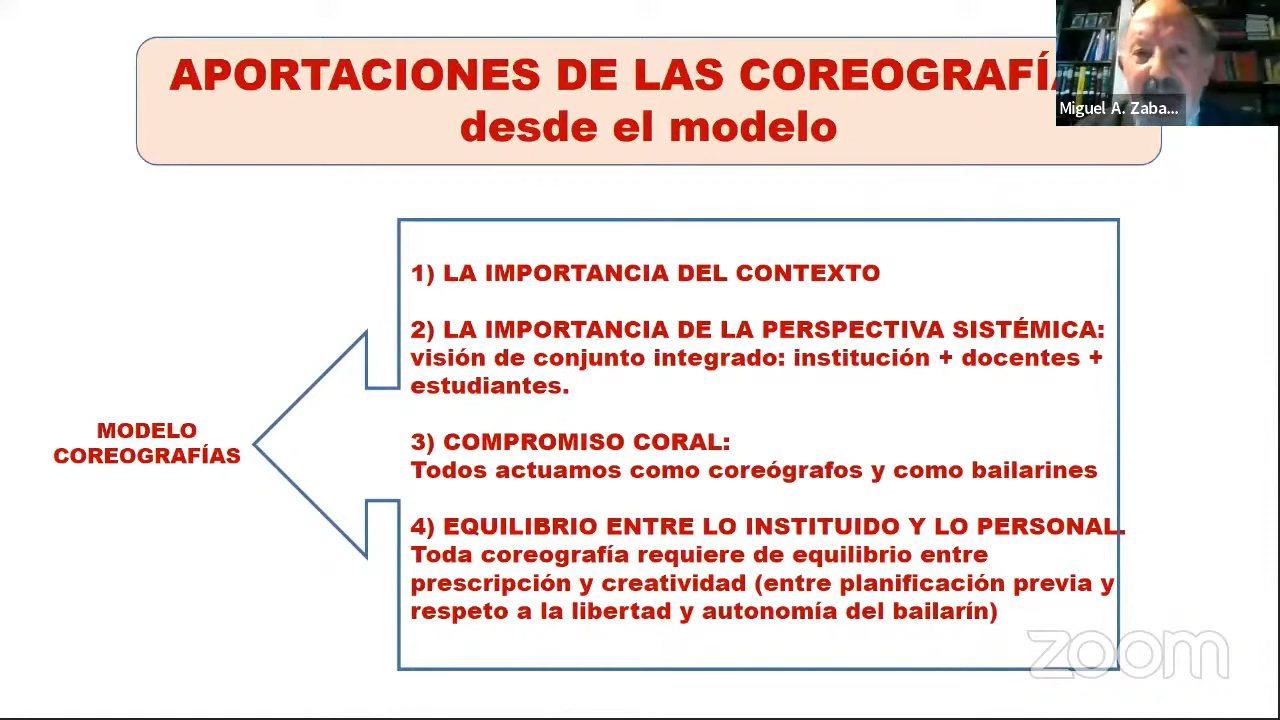 APORTACIONES DE LAS COREOGRAFÍ
desde el modelo
Miguel A. Zaba...
1) LA IMPORTANCIA DEL CONTEXTO
2) LA IMPORTANCIA DE LA PERSPECTIVA SISTÉMICA:
visión de conjunto integrado: institución + docentes +
estudiantes.
MODELO
COREOGRAFÍAS
3) COMPROMISO CORAL:
Todos actuamos como coreógrafos y como bailarines
4) EQUILIBRIO ENTRE LO INSTITUIDO Y LO PERSONAL.
Toda coreografía requiere de equilibrio entre
prescripción y creatividad (entre planificación previa y
respeto a la libertad y autonomía del bailarín)
zoom